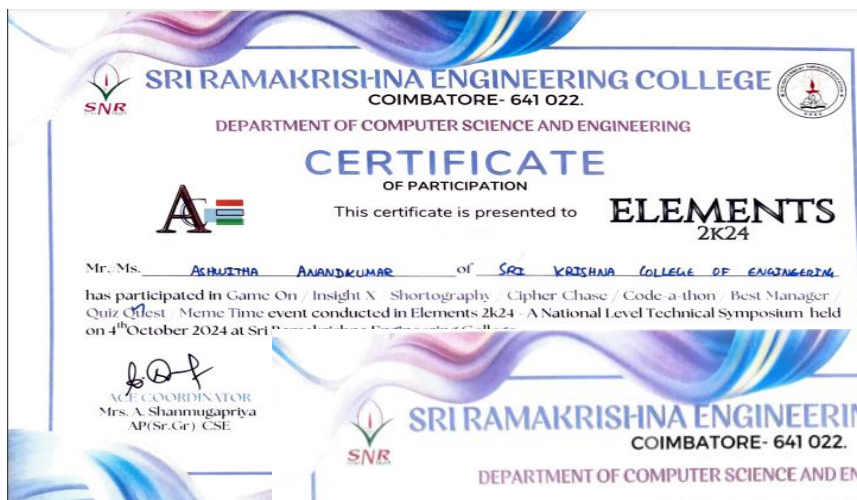 SRI RAMAKRISHNA ENGINEERING COLLEGE
COIMBATORE- 641 022.
SNR
DEPARTMENT OF COMPUTER SCIENCE AND ENGINEERING
CERTIFICATE
OF PARTICIPATION
ACE
This certificate is presented to
ELEMENTS
2K24
Mr. Ms. ASHWITHA ANANDKUMAR of SRI KRISHNA COLLEGE OF ENGINEERING
has participated in Game On / Insight X / Shortography / Cipher Chase / Code-a-thon / Best Manager /
Quiz Quest / Meme Time event conducted in Elements 2k24 - A National Level Technical Symposium held
on 4th October 2024 at Sri Ramakrishna Engineering College
ACE COORDINATOR
Mrs. A. Shanmugapriya
AP(Sr.Gr) CSE
SRI RAMAKRISHNA ENGINEERIN
COIMBATORE- 641 022.
SNR
DEPARTMENT OF COMPUTER SCIENCE AND EN